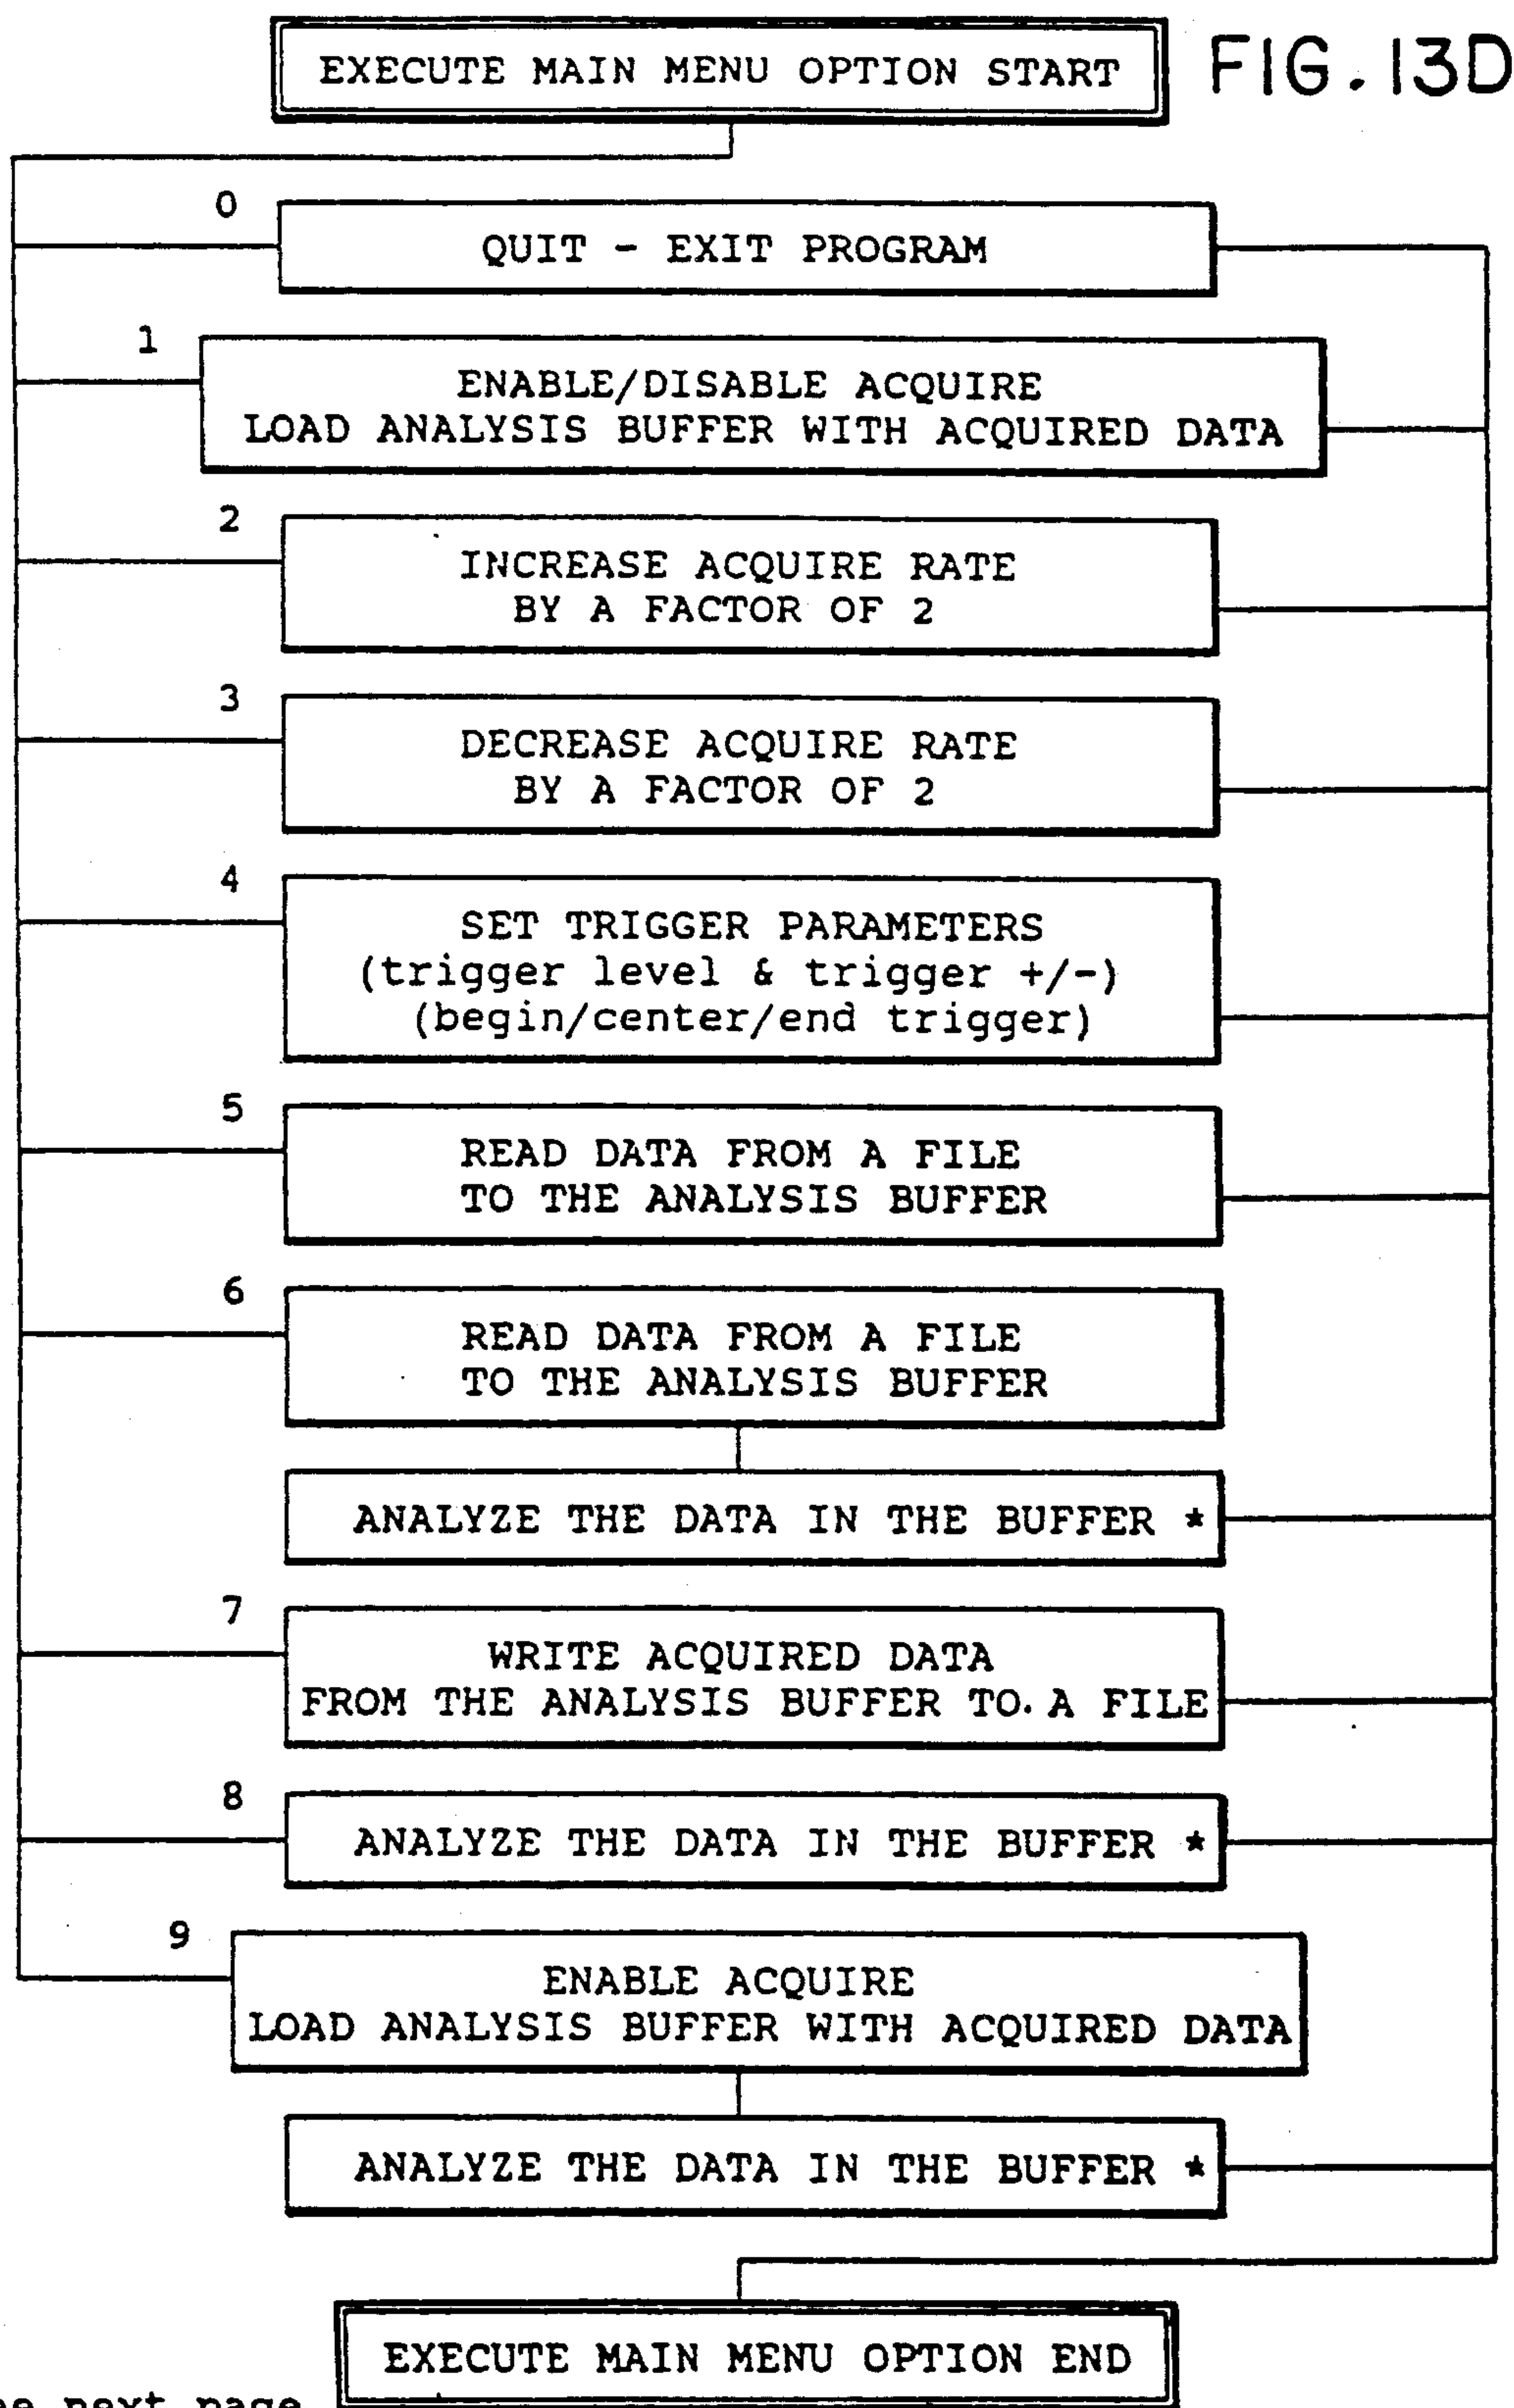 EXECUTE MAIN MENU OPTION START
FIG. 13D
0
QUIT - EXIT PROGRAM
1
ENABLE/DISABLE ACQUIRE
LOAD ANALYSIS BUFFER WITH ACQUIRED DATA
2
INCREASE ACQUIRE RATE
BY A FACTOR OF 2
3
DECREASE ACQUIRE RATE
BY A FACTOR OF 2
4
SET TRIGGER PARAMETERS
(trigger level & trigger +/-)
(begin/center/end trigger)
5
READ DATA FROM A FILE
TO THE ANALYSIS BUFFER
6
READ DATA FROM A FILE
TO THE ANALYSIS BUFFER
ANALYZE THE DATA IN THE BUFFER *
7
WRITE ACQUIRED DATA
FROM THE ANALYSIS BUFFER TO A FILE
8
ANALYZE THE DATA IN THE BUFFER *
9
ENABLE ACQUIRE
LOAD ANALYSIS BUFFER WITH ACQUIRED DATA
ANALYZE THE DATA IN THE BUFFER *
EXECUTE MAIN MENU OPTION END
next page